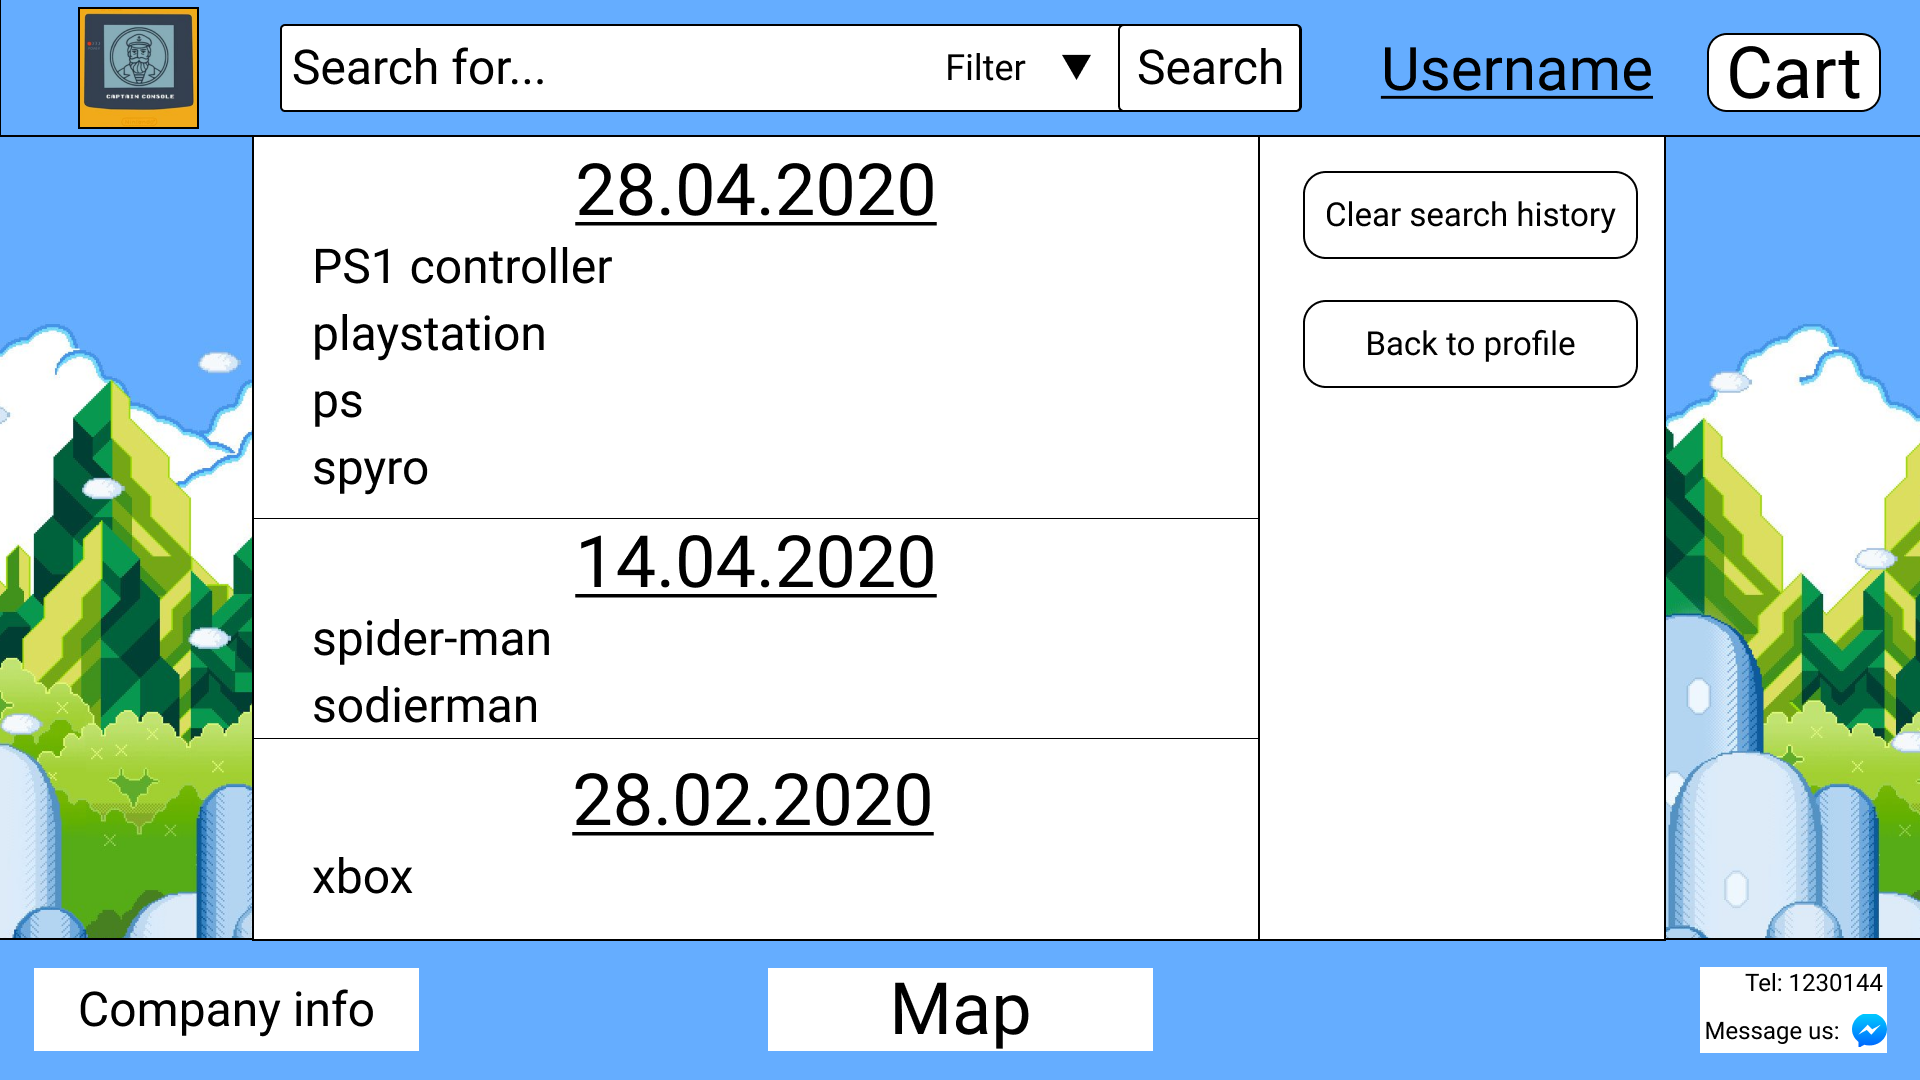 CAPTAIN CONSOLE
Search for...
Filter
Search
Username
Cart
28.04.2020
PS1 controller
playstation
ps
spyro
14.04.2020
spider-man
sodierman
28.02.2020
xbox
Clear search history
Back to profile
Company info
Map
Tel: 1230144
Message us: